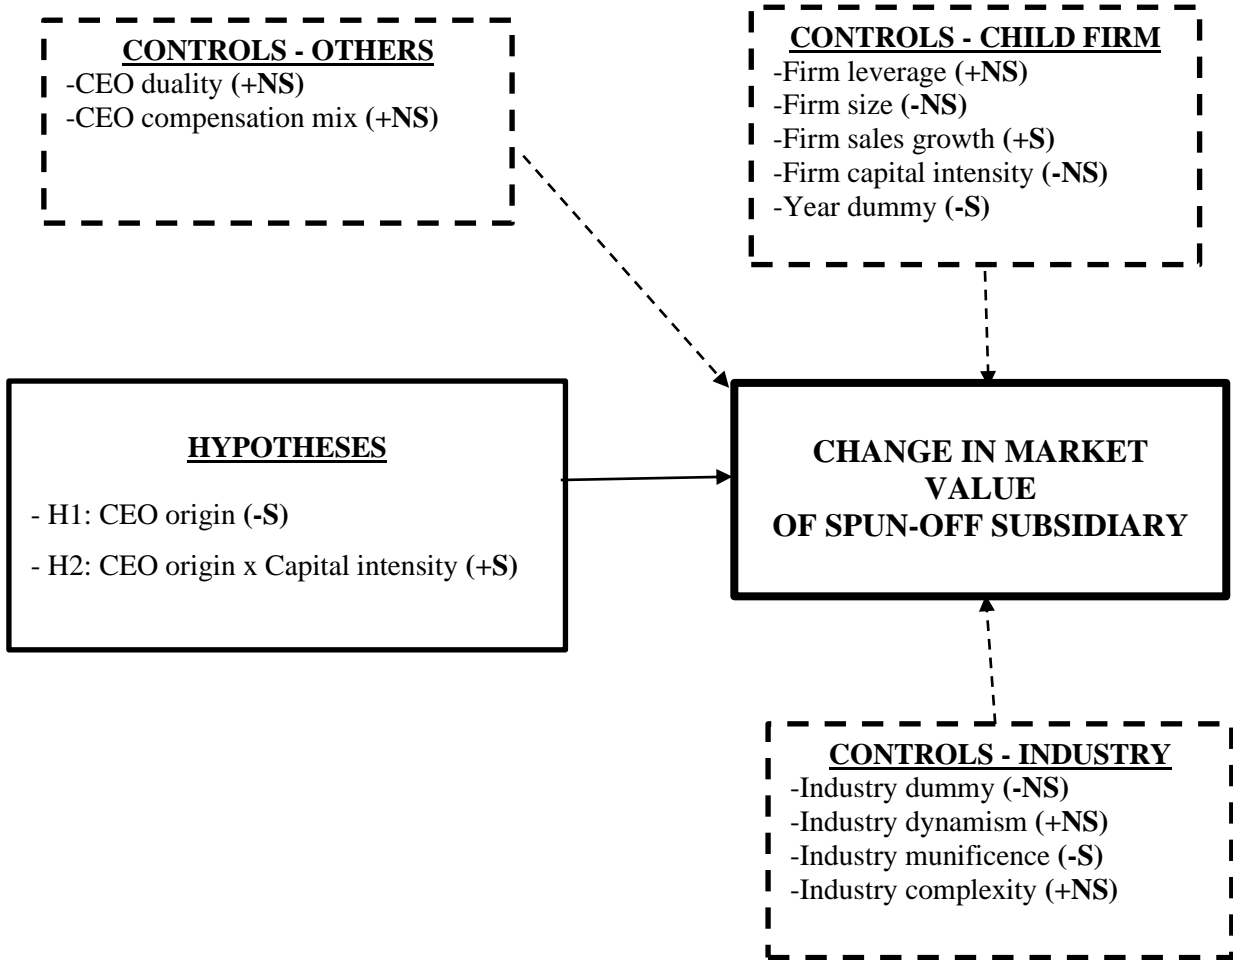 CONTROLS - OTHERS
-CEO duality (+NS)
-CEO compensation mix (+NS)
CONTROLS - CHILD FIRM
-Firm leverage (+NS)
-Firm size (-NS)
-Firm sales growth (+S)
-Firm capital intensity (-NS)
-Year dummy (-S)
HYPOTHESES
- H1: CEO origin (-S)
- H2: CEO origin x Capital intensity (+S)
CHANGE IN MARKET
VALUE
OF SPUN-OFF SUBSIDIARY
CONTROLS - INDUSTRY
-Industry dummy (-NS)
-Industry dynamism (+NS)
-Industry munificence (-S)
-Industry complexity (+NS)